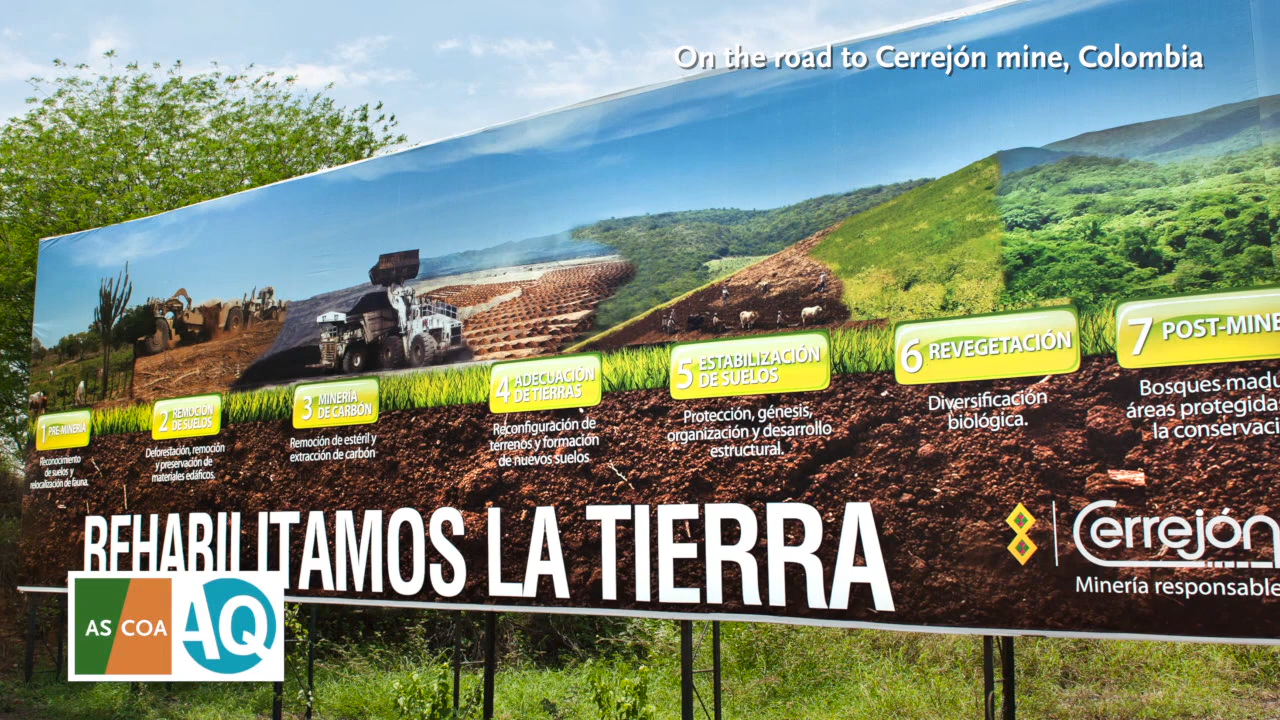 On the road to Cerrejón mine, Colombia
1 PRE-MINERÍA
Reconocimiento
de suelos y
relocalización de fauna.
2 REMOCIÓN
DE SUELOS
Deforestación, remoción
y preservación de
materiales edáficos.
3 MINERÍA
DE CARBÓN
Remoción de estéril y
extracción de carbón
4 ADECUACIÓN
DE TIERRAS
Reconfiguración de
terrenos y formación
de nuevos suelos.
5 ESTABILIZACIÓN
DE SUELOS
Protección, génesis,
organización y desarrollo
estructural.
6 REVEGETACIÓN
Diversificación
biológica.
7 POST-MINE
Bosques madu
áreas protegidas
la conservaci
REHABILITAMOS LA TIERRA
Cerrejón
Minería responsable
AS COA AQ